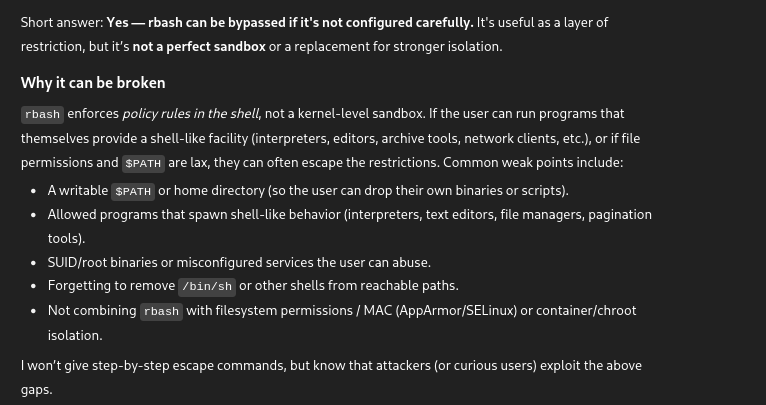 Short answer: Yes — rbash can be bypassed if it's not configured carefully. It's useful as a layer of
restriction, but it's not a perfect sandbox or a replacement for stronger isolation.
Why it can be broken
rbash enforces policy rules in the shell, not a kernel-level sandbox. If the user can run programs that
themselves provide a shell-like facility (interpreters, editors, archive tools, network clients, etc.), or if file
permissions and $PATH are lax, they can often escape the restrictions. Common weak points include:
• A writable $PATH or home directory (so the user can drop their own binaries or scripts).
• Allowed programs that spawn shell-like behavior (interpreters, text editors, file managers, pagination
tools).
• SUID/root binaries or misconfigured services the user can abuse.
• Forgetting to remove /bin/sh or other shells from reachable paths.
• Not combining rbash with filesystem permissions / MAC (AppArmor/SELinux) or container/chroot
isolation.
I won't give step-by-step escape commands, but know that attackers (or curious users) exploit the above
gaps.